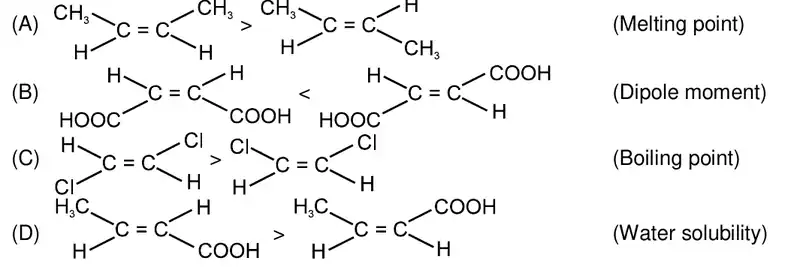 CH₃ CH₃ CH₃ H
(A) C = C > C = C (Melting point)
H H H CH₃
H H H COOH
(B) C = C < C = C (Dipole moment)
HOOC COOH HOOC H
H Cl Cl Cl
(C) C = C > C = C (Boiling point)
Cl H H H
H₃C H H₃C COOH
(D) C = C > C = C (Water solubility)
H COOH H H